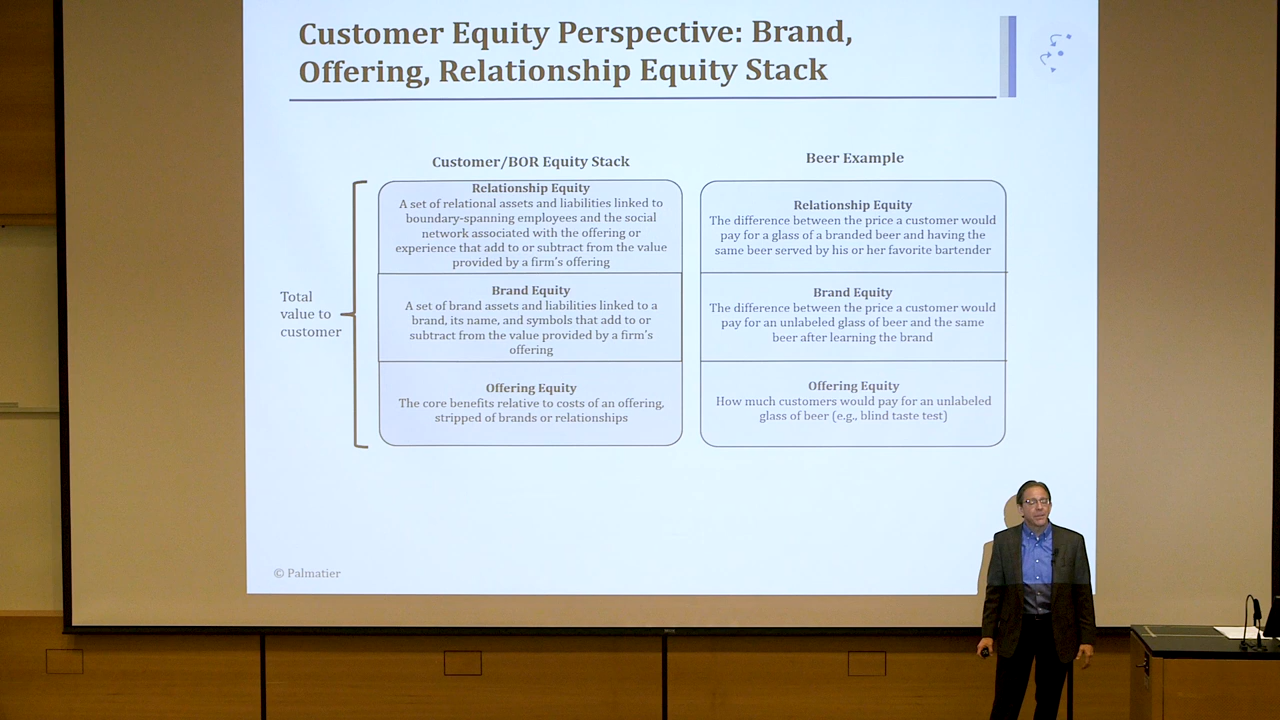 Customer Equity Perspective: Brand,
Offering, Relationship Equity Stack
Customer/BOR Equity Stack
Relationship Equity
A set of relational assets and liabilities linked to
boundary-spanning employees and the social
network associated with the offering or
experience that add to or subtract from the value
provided by a firm's offering
Brand Equity
A set of brand assets and liabilities linked to a
brand, its name, and symbols that add to or
subtract from the value provided by a firm's
offering
Offering Equity
The core benefits relative to costs of an offering,
stripped of brands or relationships
Total
value to
customer
Beer Example
Relationship Equity
The difference between the price a customer would
pay for a glass of a branded beer and having the
same beer served by his or her favorite bartender
Brand Equity
The difference between the price a customer would
pay for an unlabeled glass of beer and the same
beer after learning the brand
Offering Equity
How much customers would pay for an unlabeled
glass of beer (e.g., blind taste test)
© Palmatier